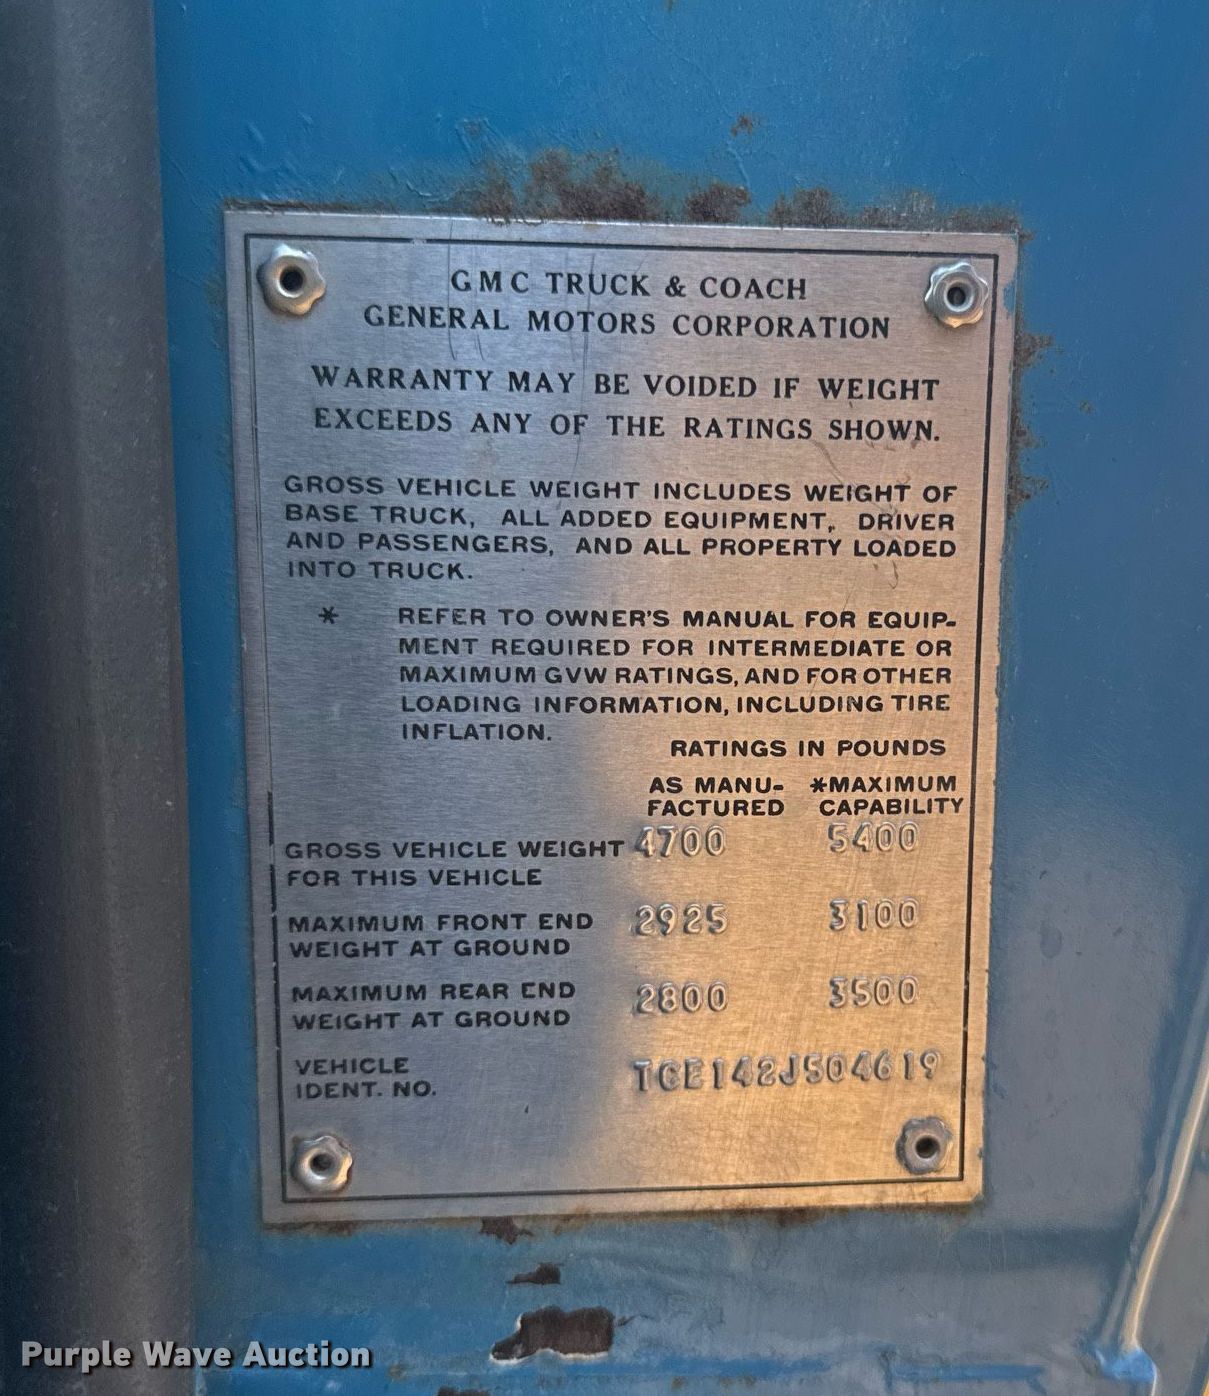 GMC TRUCK & COACH
GENERAL MOTORS CORPORATION
WARRANTY MAY BE VOIDED IF WEIGHT
EXCEEDS ANY OF THE RATINGS SHOWN.
GROSS VEHICLE WEIGHT INCLUDES WEIGHT OF
BASE TRUCK, ALL ADDED EQUIPMENT, DRIVER
AND PASSENGERS, AND ALL PROPERTY LOADED
INTO TRUCK.
* REFER TO OWNER'S MANUAL FOR EQUIP-
MENT REQUIRED FOR INTERMEDIATE OR
MAXIMUM GVW RATINGS, AND FOR OTHER
LOADING INFORMATION, INCLUDING TIRE
INFLATION.
RATINGS IN POUNDS
AS MANU- *MAXIMUM
FACTURED CAPABILITY
GROSS VEHICLE WEIGHT 4700 5400
FOR THIS VEHICLE
MAXIMUM FRONT END 2925 3100
WEIGHT AT GROUND
MAXIMUM REAR END 2800 3500
WEIGHT AT GROUND
VEHICLE TCE142J504619
IDENT. NO.
Purple Wave Auction